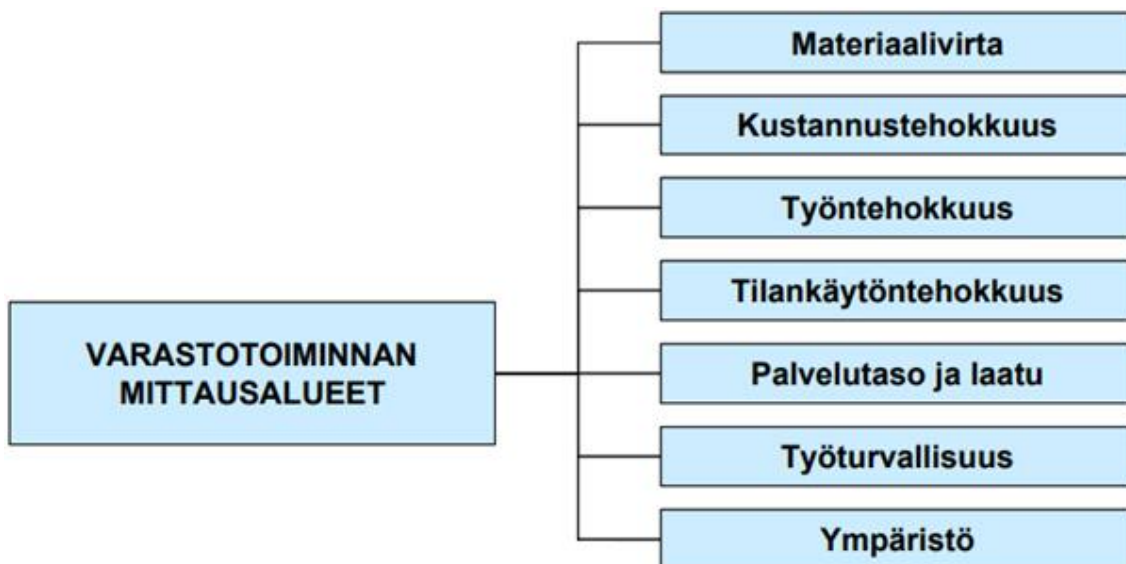 Materiaalivirta
Kustannustehokkuus
Työntehokkuus
Tilankäytöntehokkuus
VARASTOTOIMINNAN
MITTAUSALUEET
Palvelutaso ja laatu
Työturvallisuus
Ympäristö